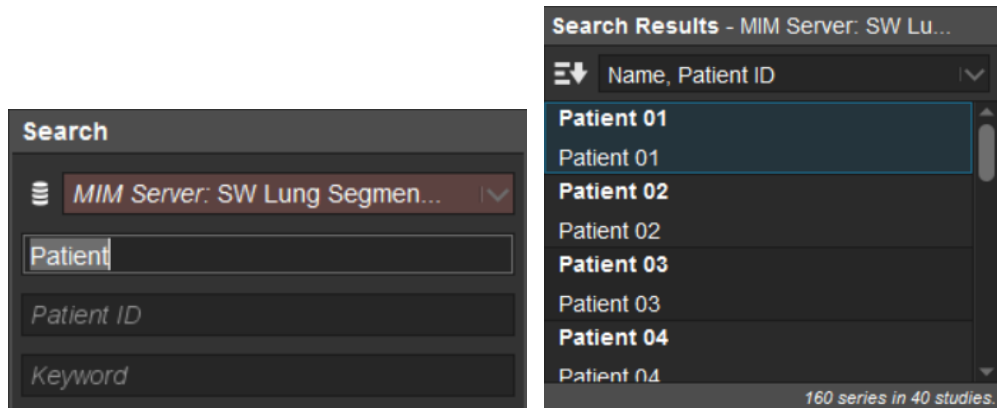 Search
MIM Server: SW Lung Segmen...
Patient
Patient ID
Keyword
Search Results - MIM Server: SW Lu...
Name, Patient ID
Patient 01
Patient 01
Patient 02
Patient 02
Patient 03
Patient 03
Patient 04
Patient 04
160 series in 40 studies.